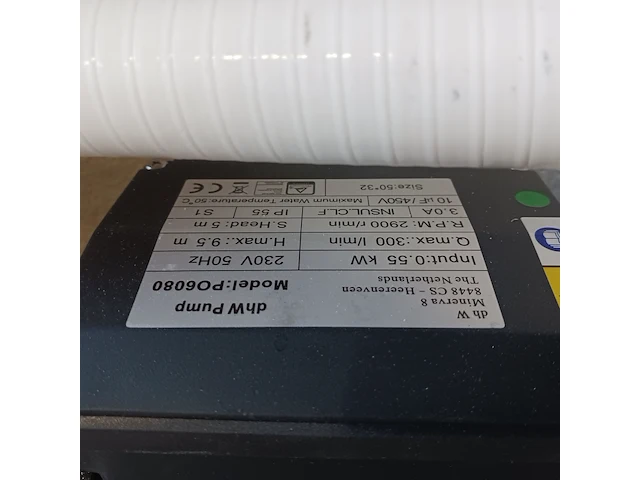 dhW Pump
Model:PO6080
dh W
Minerva 8
8448 CS - Heerenveen
The Netherlands
Input:0.55 kW 230V 50Hz
Q.max.:300 l/min H.max.:9.5 m
R.P.M: 2900 r/min S.Head: 5 m
3.0A INSUL.CL.F IP 55 S1
10 µF/450V Maximum Water Temperature:50°C
Size:50*32 CE